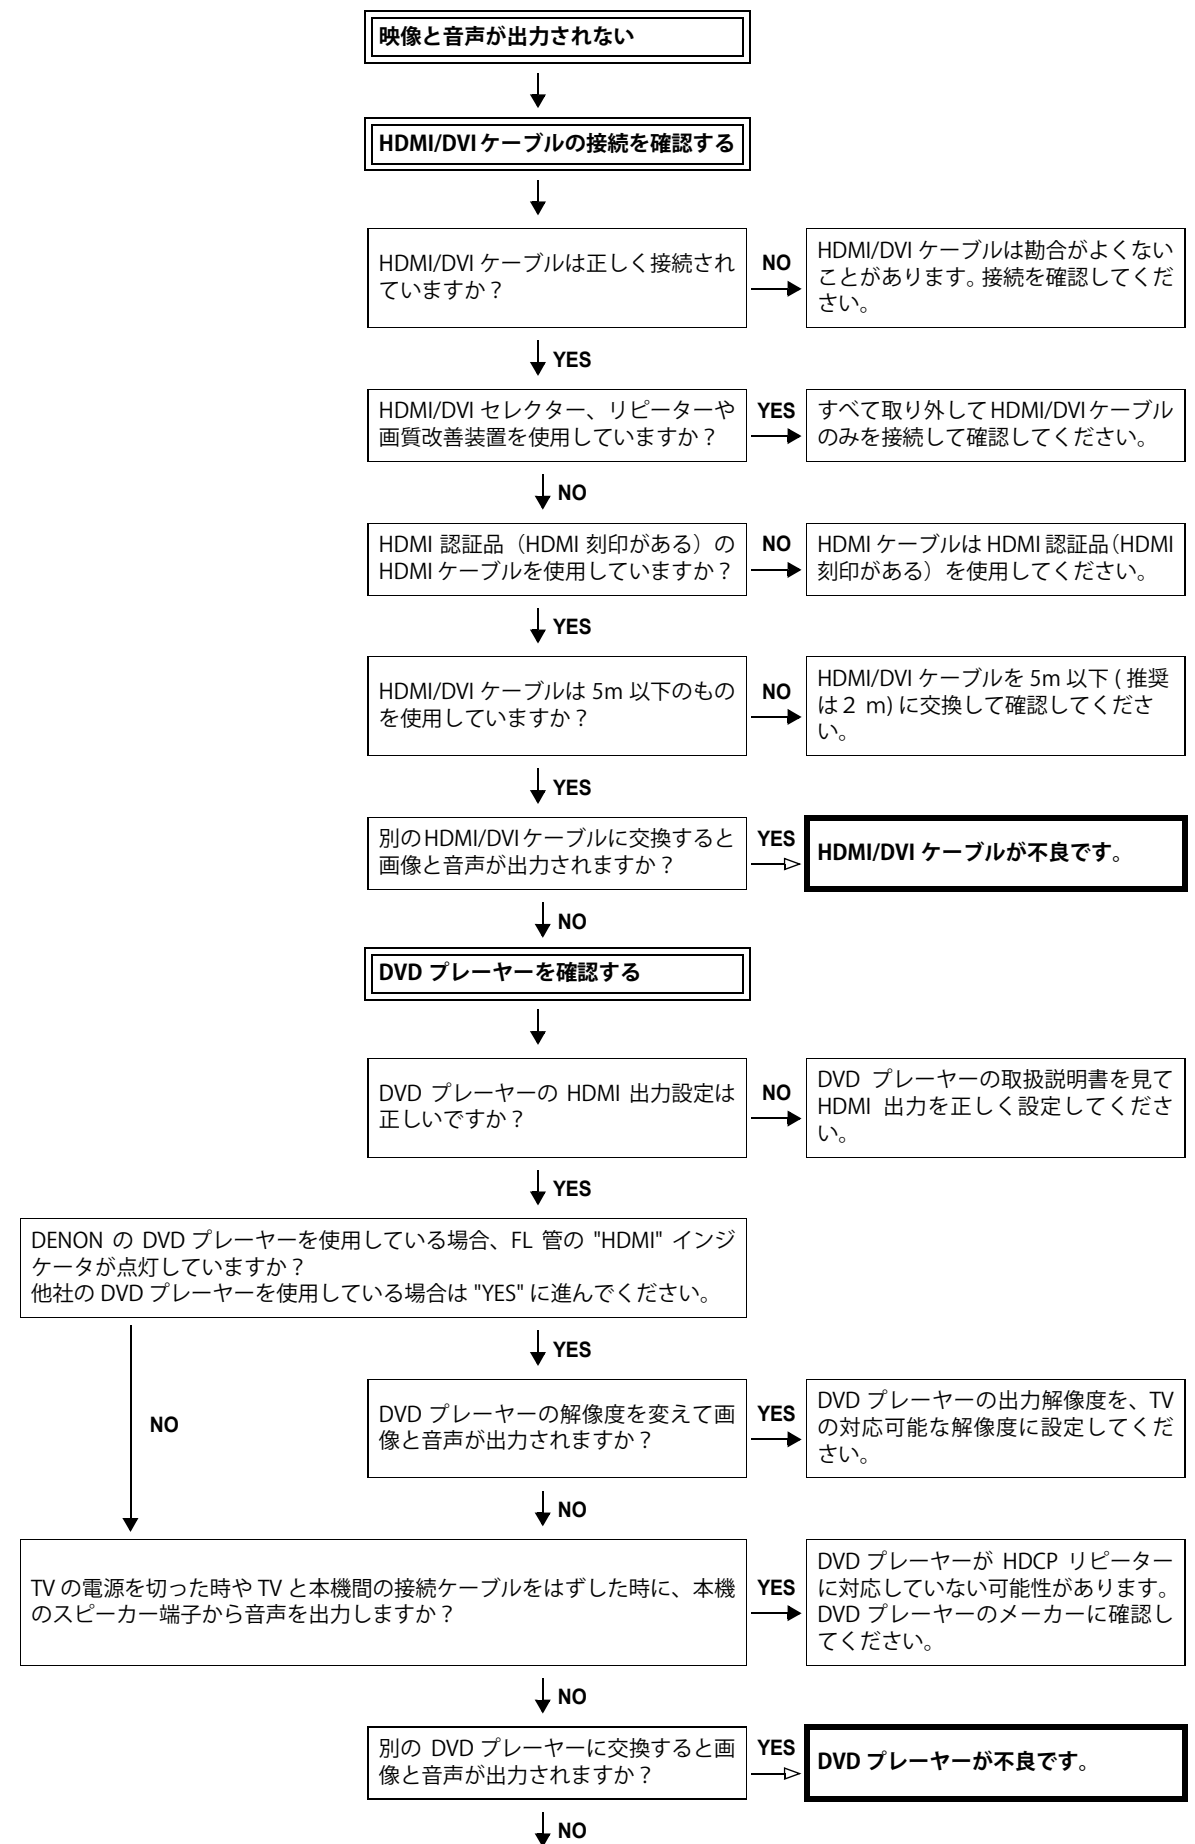 映像と音声が出力されない
HDMI/DVIケーブルの接続を確認する
HDMI/DVI ケーブルは正しく接続され
ていますか？
NO
HDMI/DVI ケーブルは勘合がよくない
ことがあります。接続を確認してくだ
さい。
YES
HDMI/DVI セレクター、リピーターや
画質改善装置を使用していますか？
YES
すべて取り外してHDMI/DVIケーブル
のみを接続して確認してください。
NO
HDMI 認証品（HDMI 刻印がある）の
HDMI ケーブルを使用していますか？
NO
HDMI ケーブルは HDMI 認証品（HDMI
刻印がある）を使用してください。
YES
HDMI/DVI ケーブルは 5m 以下のもの
を使用していますか？
NO
HDMI/DVI ケーブルを 5m 以下 ( 推奨
は２ m) に交換して確認してくださ
い。
YES
別のHDMI/DVIケーブルに交換すると
画像と音声が出力されますか？
YES
HDMI/DVI ケーブルが不良です。
NO
DVD プレーヤーを確認する
DVD プレーヤーの HDMI 出力設定は
正しいですか？
NO
DVD プレーヤーの取扱説明書を見て
HDMI 出力を正しく設定してくださ
い。
YES
DENON の DVD プレーヤーを使用している場合、FL 管の "HDMI" インジ
ケータが点灯していますか？
他社の DVD プレーヤーを使用している場合は "YES" に進んでください。
YES
NO
DVD プレーヤーの解像度を変えて画
像と音声が出力されますか？
YES
DVD プレーヤーの出力解像度を、TV
の対応可能な解像度に設定してくだ
さい。
NO
TV の電源を切った時や TV と本機間の接続ケーブルをはずした時に、本機
のスピーカー端子から音声を出力しますか？
YES
DVD プレーヤーが HDCP リピーター
に対応していない可能性があります。
DVD プレーヤーのメーカーに確認し
てください。
NO
別の DVD プレーヤーに交換すると画
像と音声が出力されますか？
YES
DVD プレーヤーが不良です。
NO